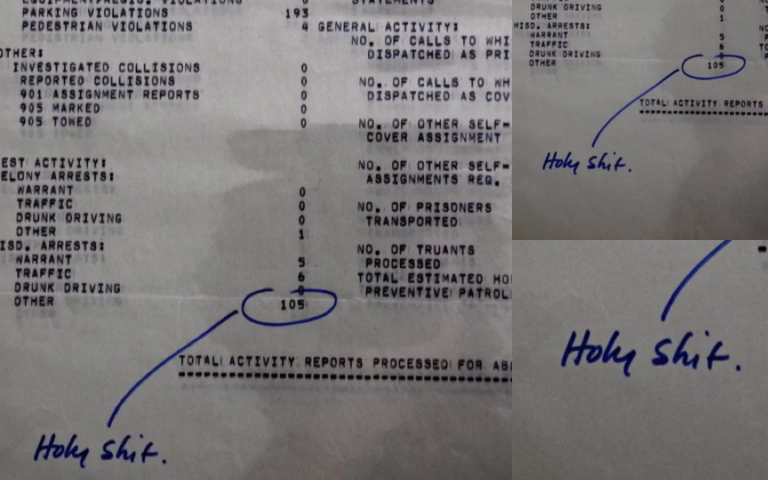 PARKING VIOLATIONS 193
PEDESTRIAN VIOLATIONS 4 GENERAL ACTIVITY:
NO. OF CALLS TO WHI
DISPATCHED AS PRI
OTHER:
INVESTIGATED COLLISIONS 0
REPORTED COLLISIONS 0 NO. OF CALLS TO WH
901 ASSIGNMENT REPORTS 0 DISPATCHED AS COV
905 MARKED 0
905 TOWED 0 NO. OF OTHER SELF-
COVER ASSIGNMENT
EST ACTIVITY: NO. OF OTHER SELF-
ELONY ARRESTS: ASSIGNMENTS REQ.
WARRANT 0
TRAFFIC 0 NO. OF PRISONERS
DRUNK DRIVING 0 TRANSPORTED
OTHER 1
ISD. ARRESTS: NO. OF TRUANTS
WARRANT 5 PROCESSED
TRAFFIC 6 TOTAL ESTIMATED HO
DRUNK DRIVING 0 PREVENTIVE PATROL
OTHER 105
TOTAL ACTIVITY REPORTS PROCESSED FOR AB
Holy shit.
DRUNK DRIVING 0
OTHER 1
MISD. ARRESTS:
WARRANT 5
TRAFFIC 6
DRUNK DRIVING 0
OTHER 105
TOTAL ACTIVITY REPORTS
Holy shit.
Holy shit.